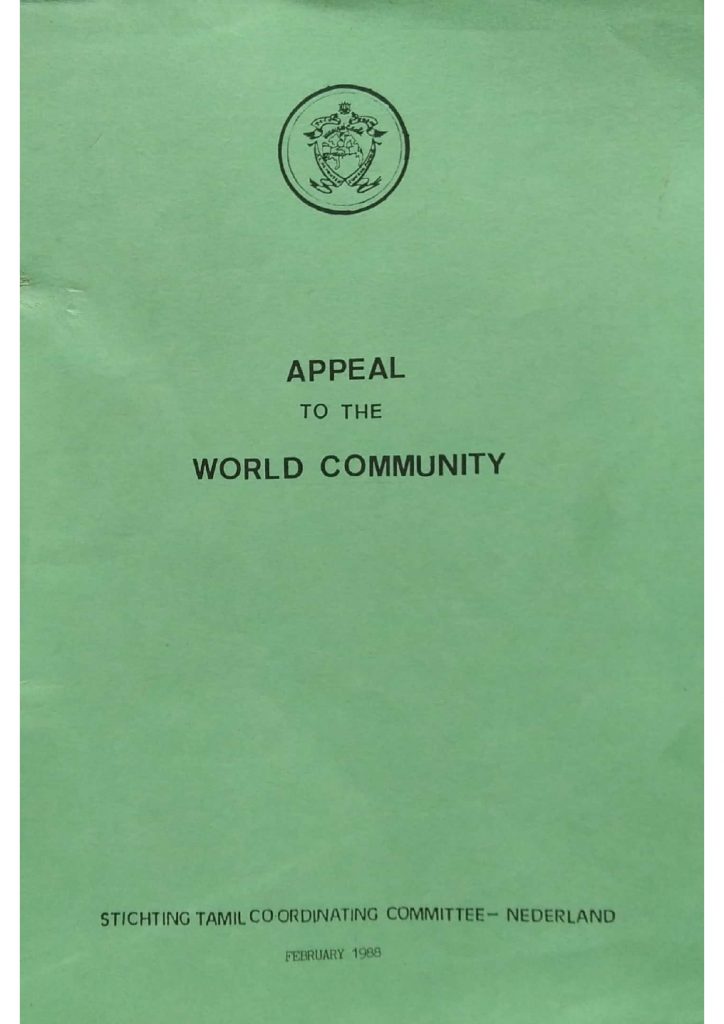 APPEAL
TO THE
WORLD COMMUNITY
STICHTING TAMIL CO-ORDINATING COMMITTEE- NEDERLAND
FEBRUARY 1988